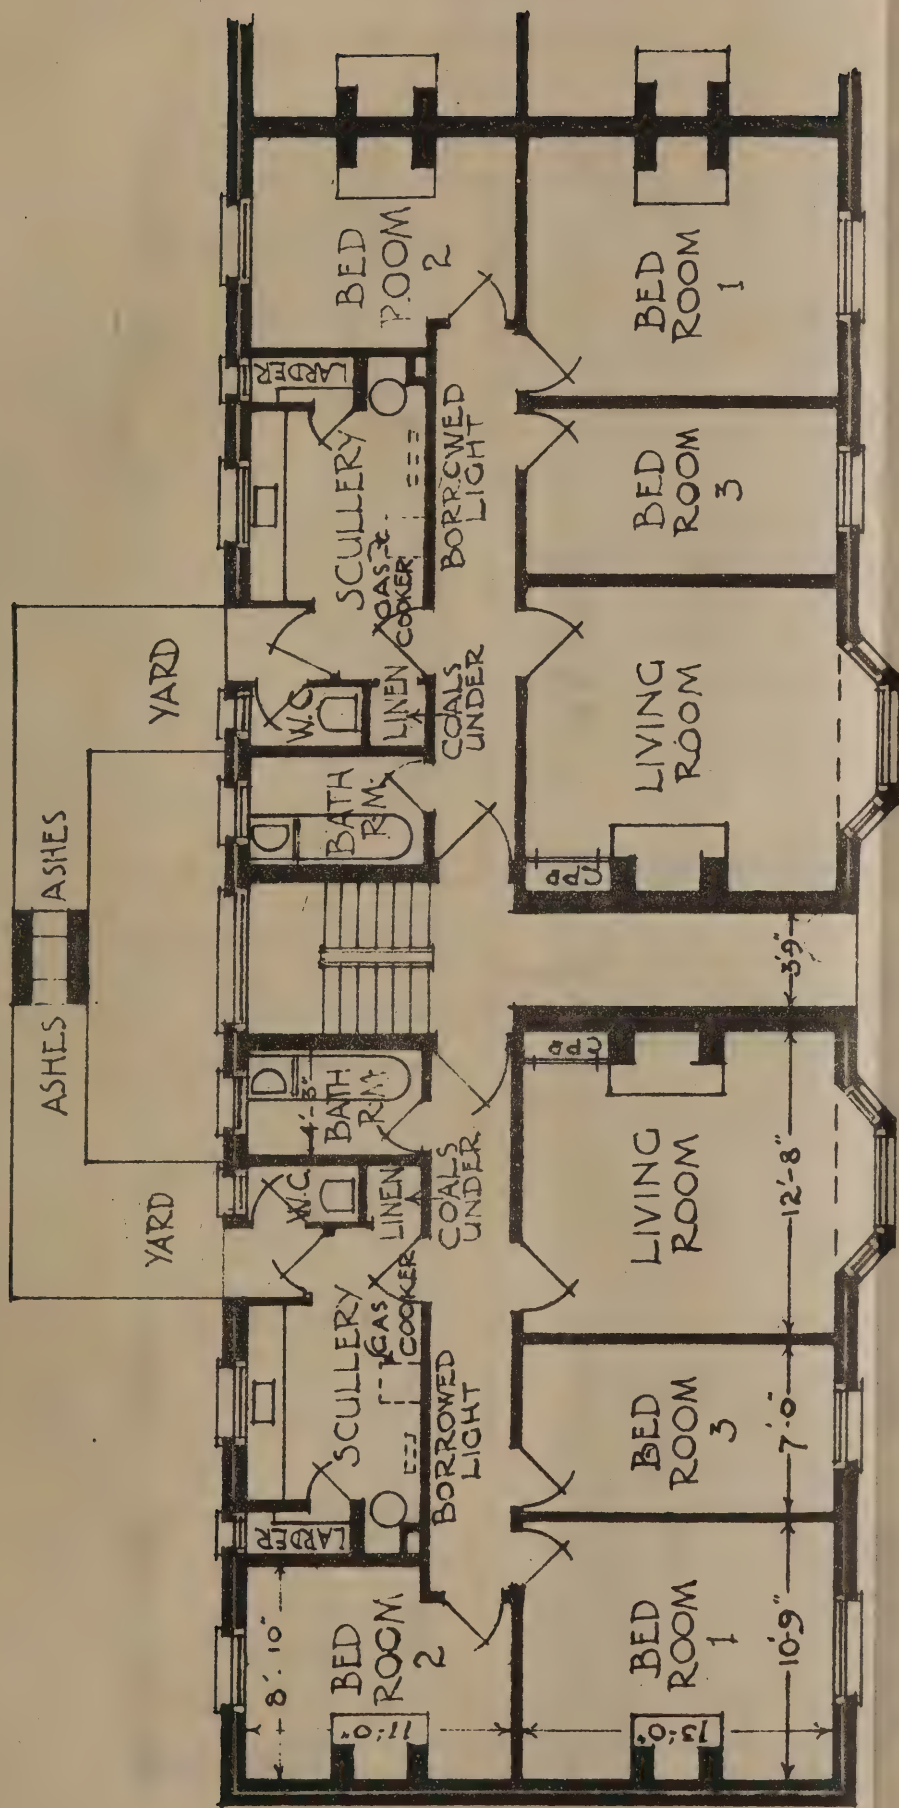 ASHES
ASHES
YARD
YARD
8'-10"
LARDER
W.C.
4'-3"
W.C
LARDER
BED
ROOM
2
SCULLERY
GAS
COOKER
LINEN
BATH
RM
BATH
RM.
LINEN
SCULLERY
GAS
COOKER
BED
ROOM
2
11'-0"
BORROWED
LIGHT
COALS
UNDER
COALS
UNDER
BORROWED
LIGHT
CUP
CUP
BED
ROOM
1
BED
ROOM
3
LIVING
ROOM
LIVING
ROOM
BED
ROOM
3
BED
ROOM
1
13'-0"
10'-9"
7'-0"
12'-8"
3'9"